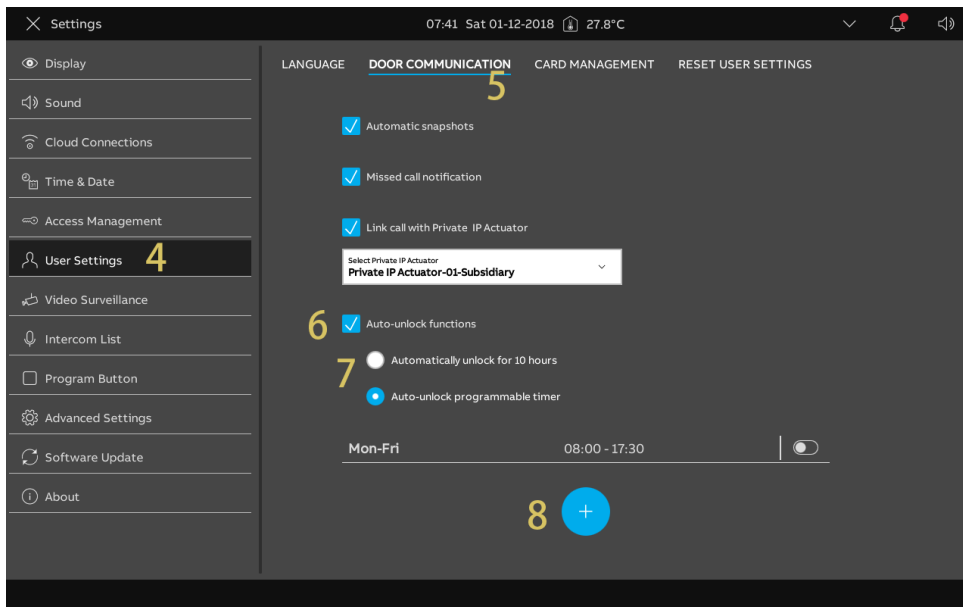 Settings
07:41 Sat 01-12-2018 27.8°C
Display
Sound
Cloud Connections
Time & Date
Access Management
User Settings 4
Video Surveillance
Intercom List
Program Button
Advanced Settings
Software Update
About
LANGUAGE DOOR COMMUNICATION CARD MANAGEMENT RESET USER SETTINGS
5
Automatic snapshots
Missed call notification
Link call with Private IP Actuator
Select Private IP Actuator
Private IP Actuator-01-Subsidiary
6 Auto-unlock functions
7 Automatically unlock for 10 hours
Auto-unlock programmable timer
Mon-Fri 08:00 - 17:30
8 +